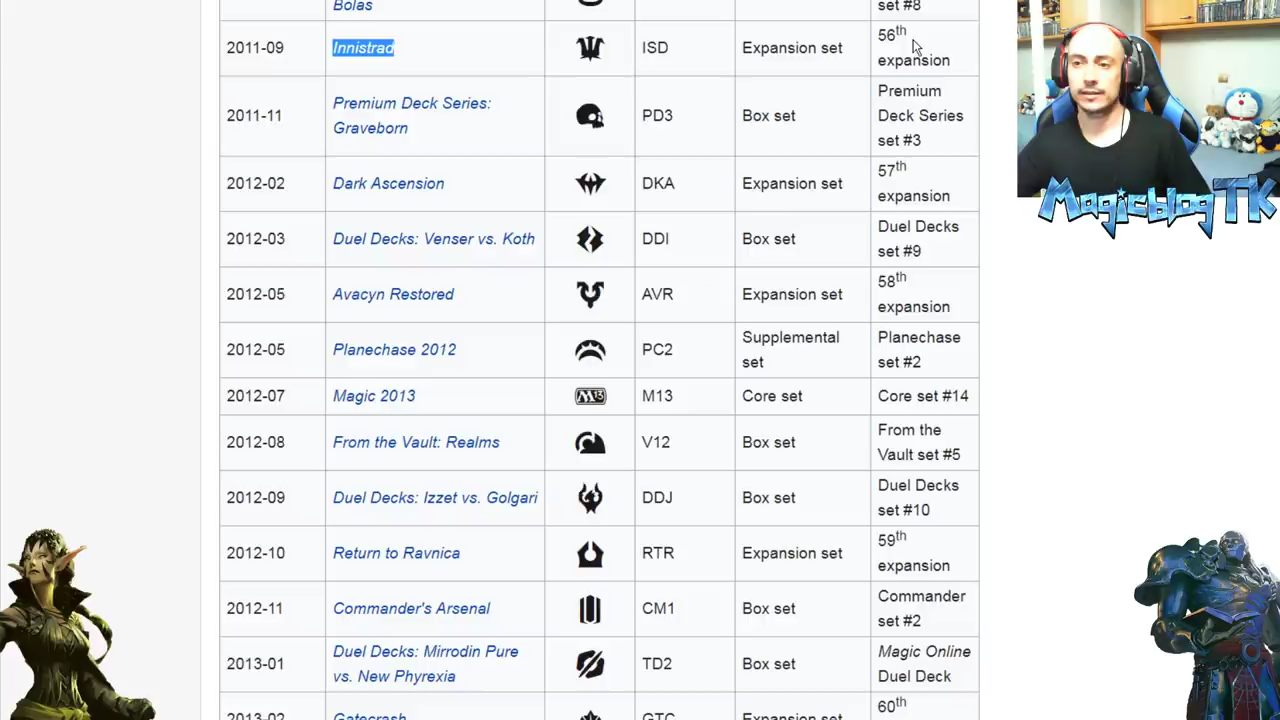 Bolas
set #8
2011-09
Innistrad
ISD
Expansion set
56th
expansion
2011-11
Premium Deck Series:
Graveborn
PD3
Box set
Premium
Deck Series
set #3
2012-02
Dark Ascension
DKA
Expansion set
57th
expansion
2012-03
Duel Decks: Venser vs. Koth
DDI
Box set
Duel Decks
set #9
2012-05
Avacyn Restored
AVR
Expansion set
58th
expansion
2012-05
Planechase 2012
PC2
Supplemental
set
Planechase
set #2
2012-07
Magic 2013
M13
M13
Core set
Core set #14
2012-08
From the Vault: Realms
V12
Box set
From the
Vault set #5
2012-09
Duel Decks: Izzet vs. Golgari
DDJ
Box set
Duel Decks
set #10
2012-10
Return to Ravnica
RTR
Expansion set
59th
expansion
2012-11
Commander's Arsenal
CM1
Box set
Commander
set #2
2013-01
Duel Decks: Mirrodin Pure
vs. New Phyrexia
TD2
Box set
Magic Online
Duel Deck
2013-02
Gatecrash
GTC
Expansion set
60th
MagicblogTK